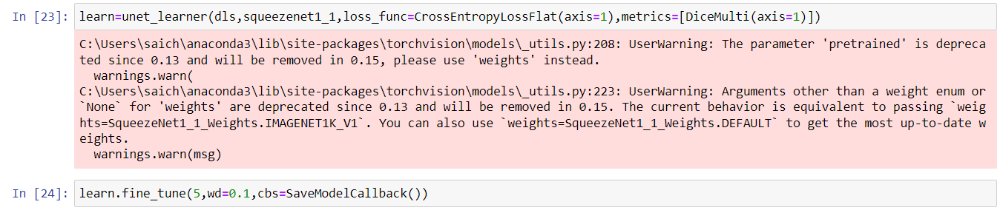 In [23]: learn=unet_learner(dls,squeezenet1_1,loss_func=CrossEntropyLossFlat(axis=1),metrics=[DiceMulti(axis=1)])
C:\Users\saich\anaconda3\lib\site-packages\torchvision\models\_utils.py:208: UserWarning: The parameter 'pretrained' is depreca
ted since 0.13 and will be removed in 0.15, please use 'weights' instead.
  warnings.warn(
C:\Users\saich\anaconda3\lib\site-packages\torchvision\models\_utils.py:223: UserWarning: Arguments other than a weight enum or
`None` for 'weights' are deprecated since 0.13 and will be removed in 0.15. The current behavior is equivalent to passing `weig
hts=SqueezeNet1_1_Weights.IMAGENET1K_V1`. You can also use `weights=SqueezeNet1_1_Weights.DEFAULT` to get the most up-to-date w
eights.
  warnings.warn(msg)
In [24]: learn.fine_tune(5,wd=0.1,cbs=SaveModelCallback())